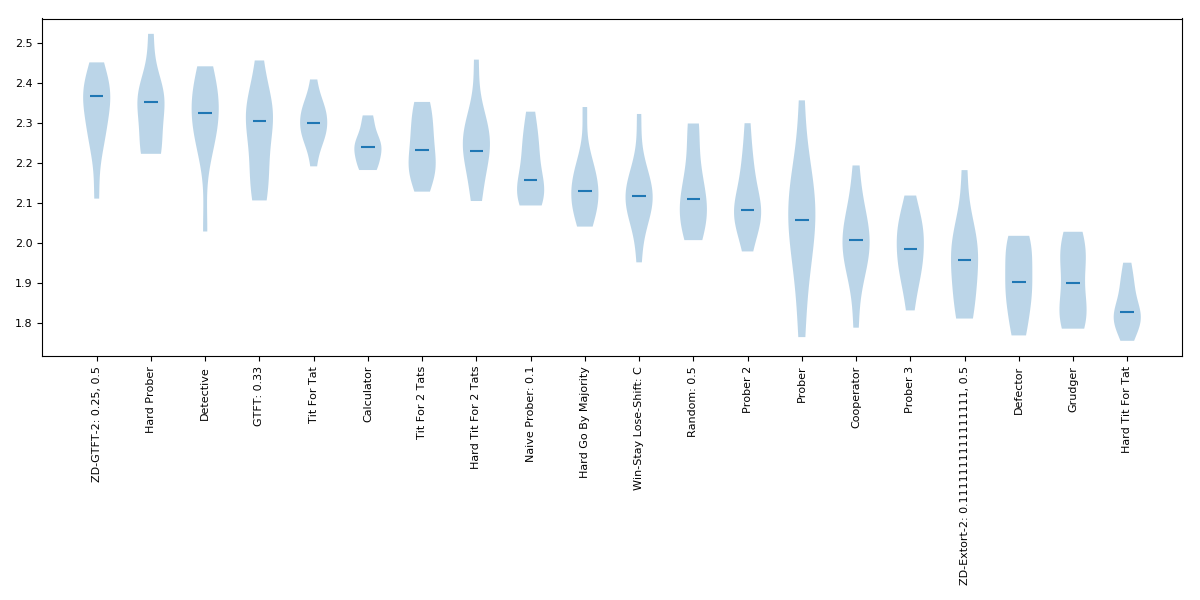 2.5
2.4
2.3
2.2
2.1
2.0
1.9
1.8
ZD-GTFT-2: 0.25, 0.5
Hard Prober
Detective
GTFT: 0.33
Tit For Tat
Calculator
Tit For 2 Tats
Hard Tit For 2 Tats
Naive Prober: 0.1
Hard Go By Majority
Win-Stay Lose-Shift: C
Random: 0.5
Prober 2
Prober
Cooperator
Prober 3
ZD-Extort-2: 0.1111111111111111, 0.5
Defector
Grudger
Hard Tit For Tat